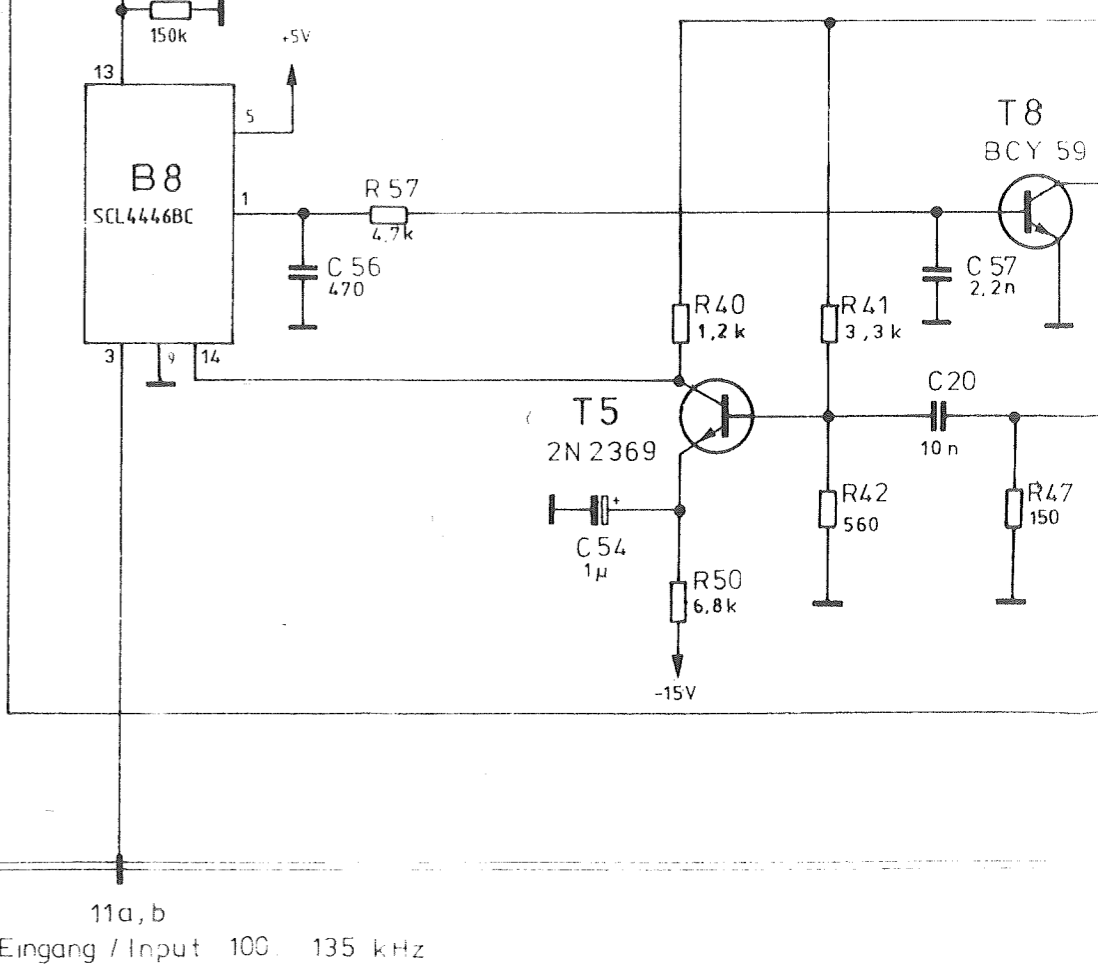 150k
+5V
13
5
T8
BCY 59
B8
SCL4446BC
1
R 57
4,7k
C 56
470
C 57
2,2n
R40
1,2 k
R41
3,3 k
3
9
14
C20
10 n
T5
2N 2369
R42
560
R47
150
+
C 54
1µ
R50
6,8k
-15V
11a,b
Eingang / Input 100 135 kHz